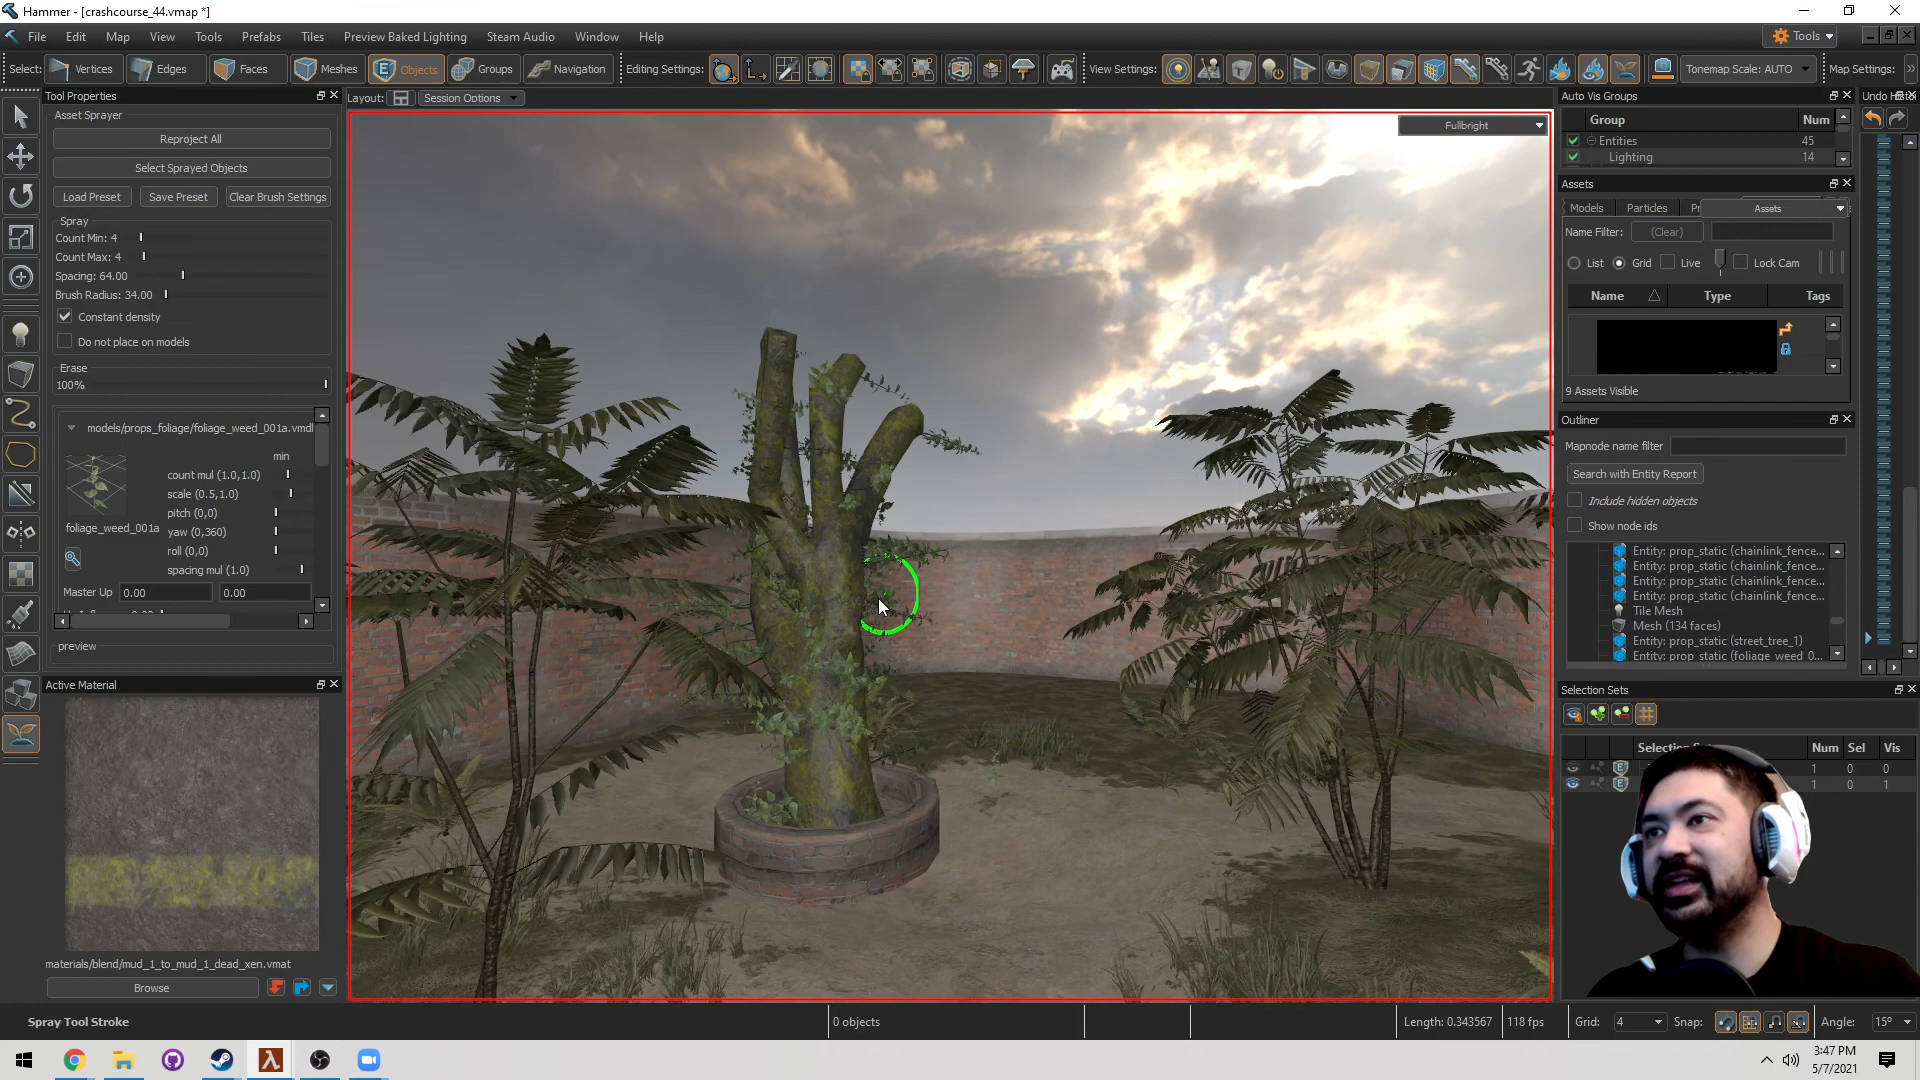 Hammer - [crashcourse_44.vmap *]
File Edit Map View Tools Prefabs Tiles Preview Baked Lighting Steam Audio Window Help Tools
Select: Vertices Edges Faces Meshes Objects Groups Navigation Editing Settings: View Settings: Tonemap Scale: AUTO Map Settings:
Tool Properties
Layout: Session Options
Auto Vis Groups
Asset Sprayer
Reproject All
Select Sprayed Objects
Load Preset Save Preset Clear Brush Settings
Spray
Count Min: 4
Count Max: 4
Spacing: 64.00
Brush Radius: 34.00
Constant density
Do not place on models
Erase
100%
models/props_foliage/foliage_weed_001a.vmdl
min
count mul (1.0,1.0)
scale (0.5,1.0)
pitch (0,0)
foliage_weed_001a
yaw (0,360)
roll (0,0)
spacing mul (1.0)
Master Up 0.00 0.00
preview
Active Material
materials/blend/mud_1_to_mud_1_dead_xen.vmat
Browse
Fullbright
Group Num
Entities 45
Lighting 14
Assets
Models Particles Assets
Name Filter: (Clear)
List Grid Live Lock Cam
Name Type Tags
9 Assets Visible
Outliner
Mapnode name filter
Search with Entity Report
Include hidden objects
Show node ids
Entity: prop_static (chainlink_fence...
Entity: prop_static (chainlink_fence...
Entity: prop_static (chainlink_fence...
Entity: prop_static (chainlink_fence...
Tile Mesh
Mesh (134 faces)
Entity: prop_static (street_tree_1)
Entity: prop_static (foliage_weed_0...
Selection Sets
Num Sel Vis
1 0 0
1 0 1
Spray Tool Stroke
0 objects
Length: 0.343567
118 fps
Grid: 4
Snap:
Angle: 15º
3:47 PM
5/7/2021